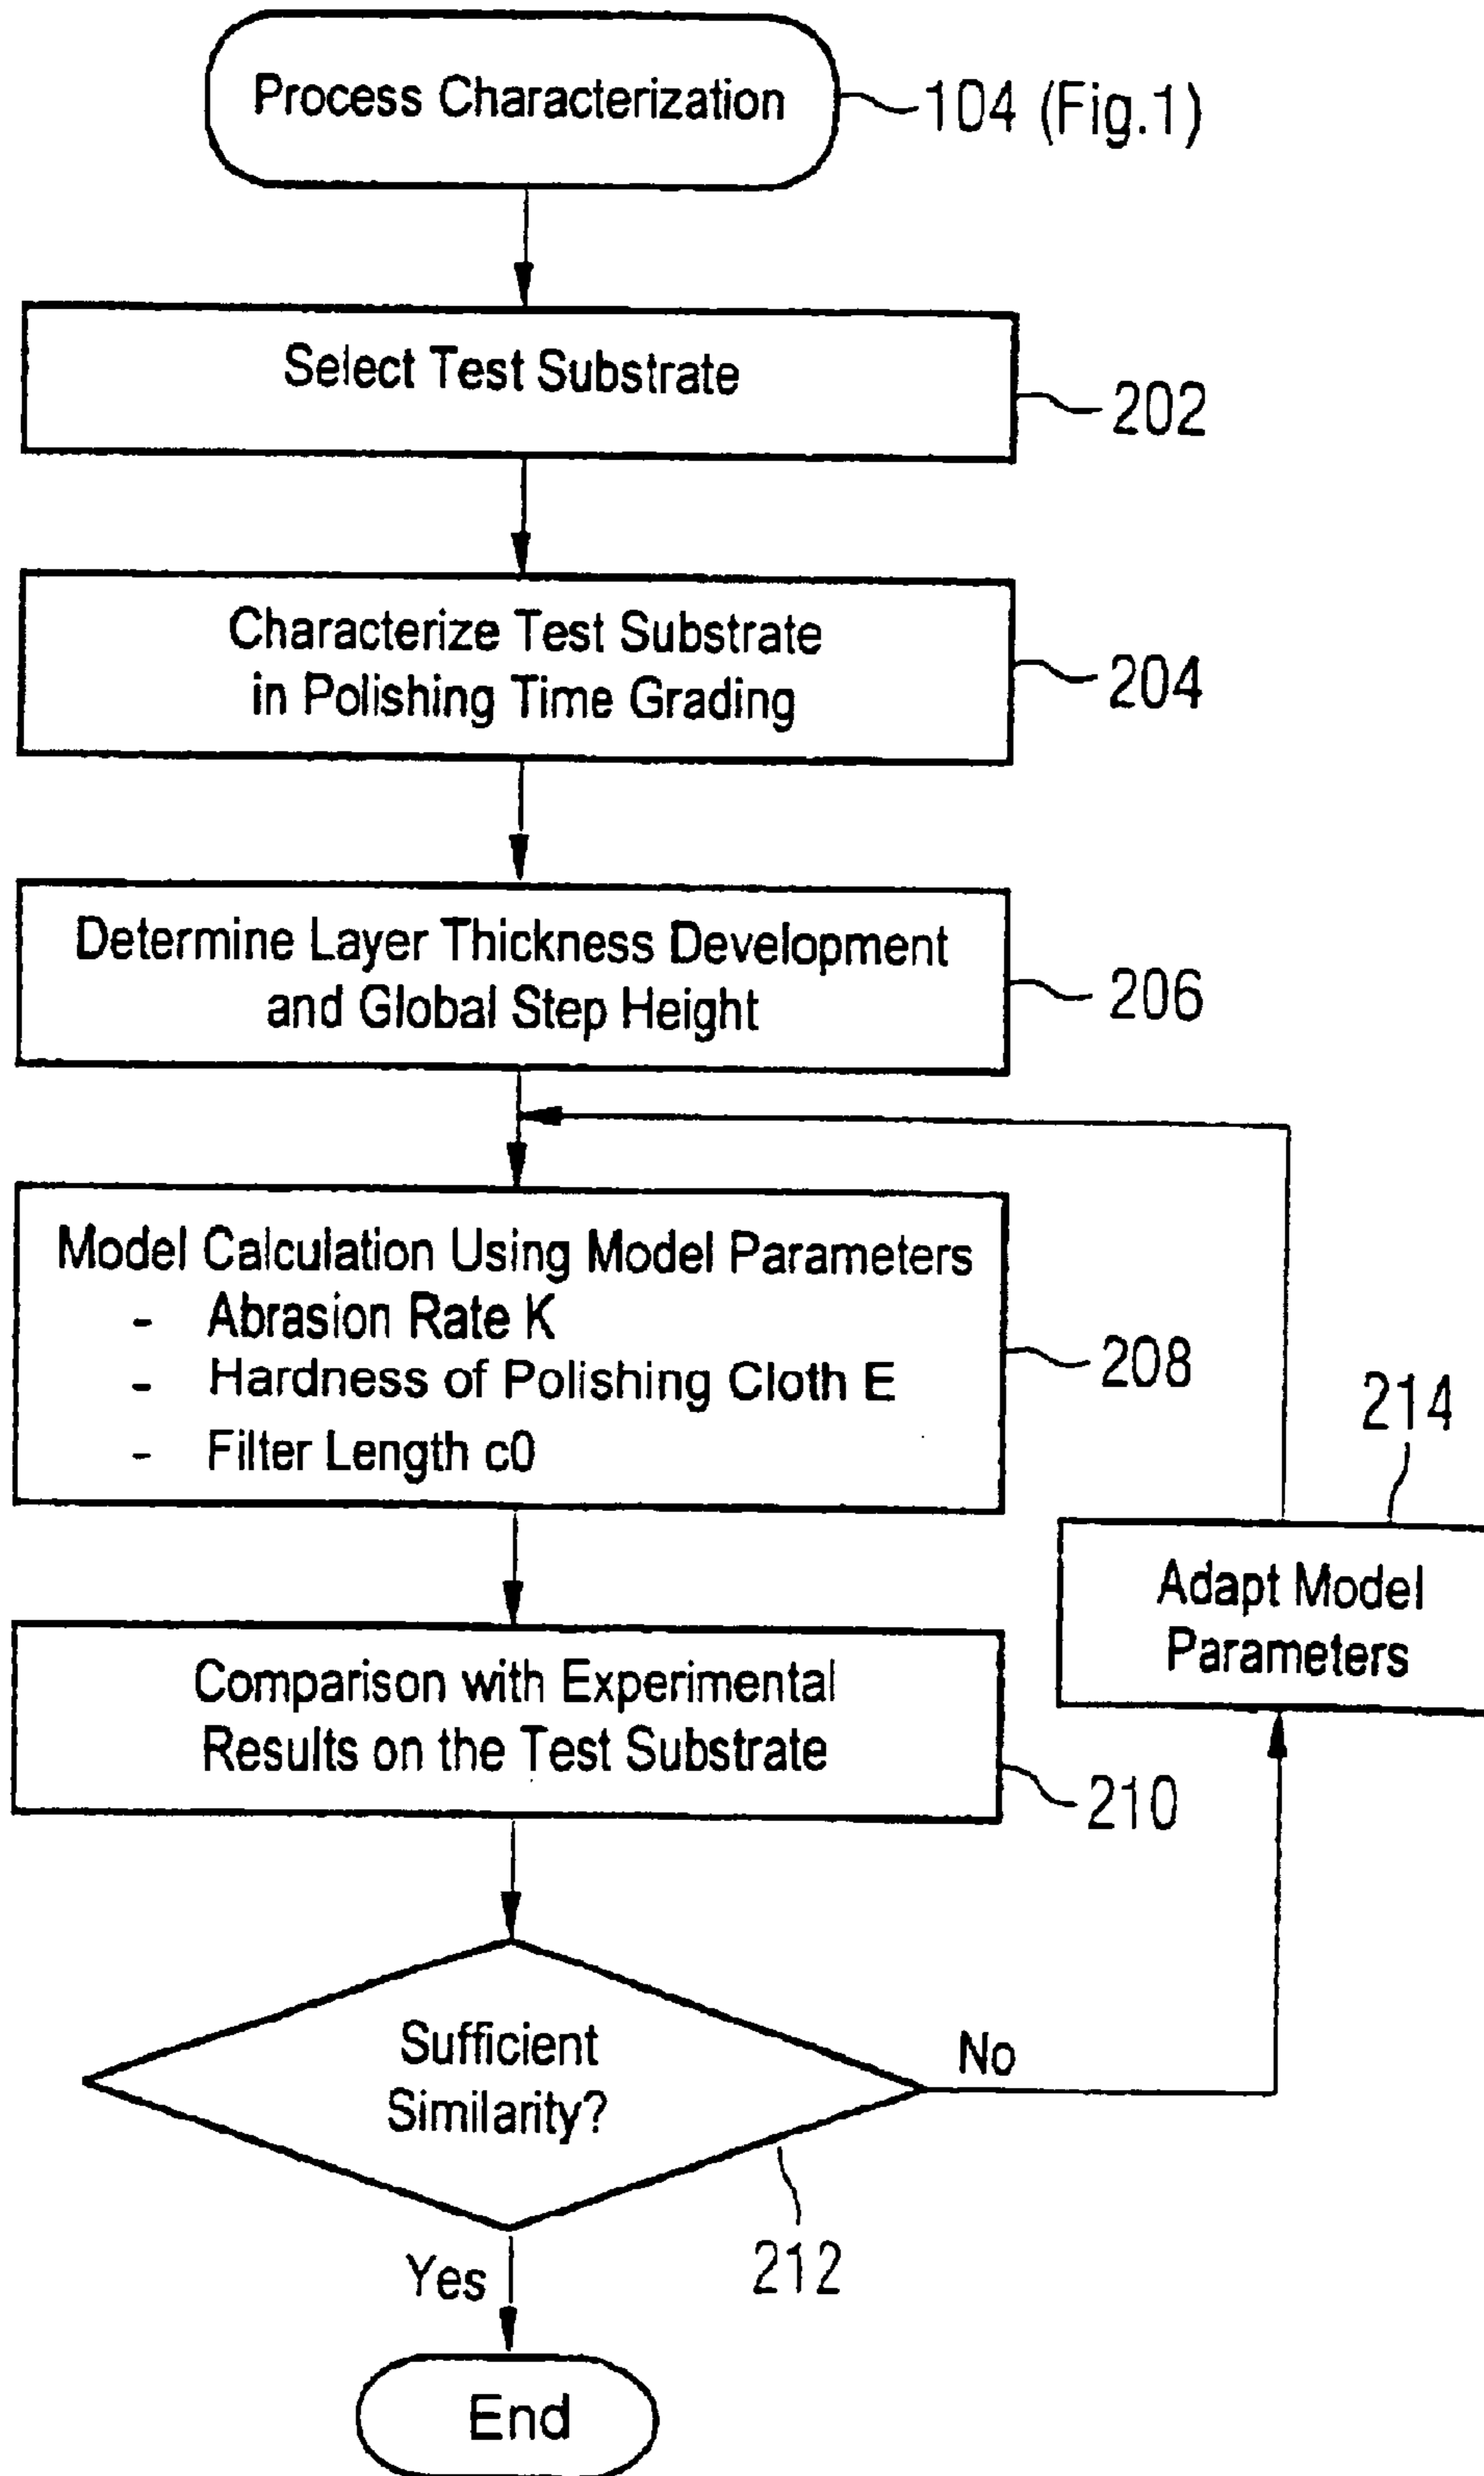 Process Characterization
104 (Fig.1)
Select Test Substrate
202
Characterize Test Substrate
in Polishing Time Grading
204
Determine Layer Thickness Development
and Global Step Height
206
Model Calculation Using Model Parameters
- Abrasion Rate K
- Hardness of Polishing Cloth E
- Filter Length c0
208
214
Adapt Model
Parameters
Comparison with Experimental
Results on the Test Substrate
210
Sufficient
Similarity?
No
212
Yes
End